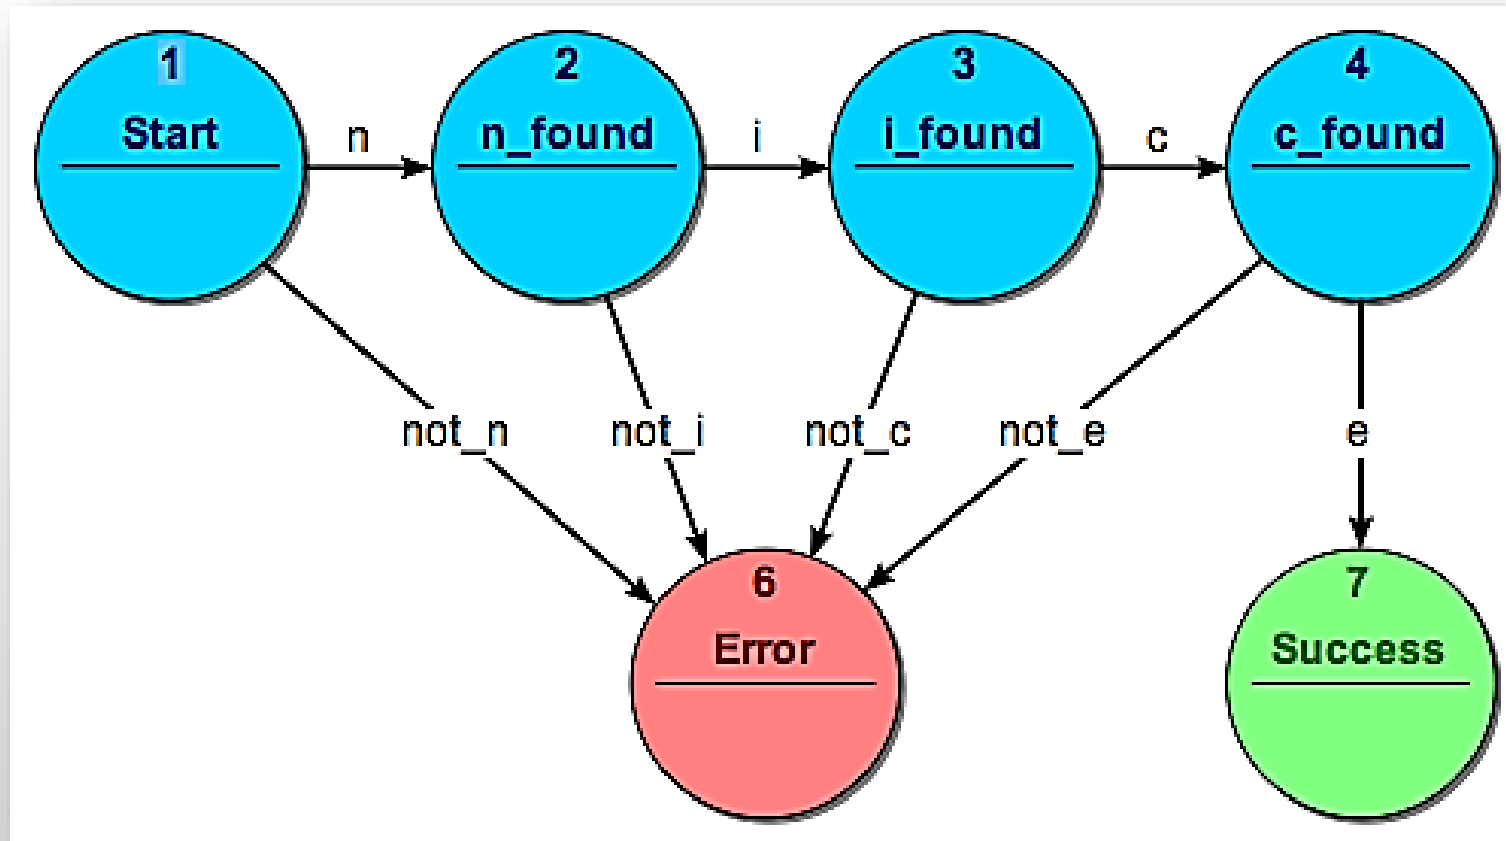 1
Start
n
2
n_found
i
3
i_found
c
4
c_found
not_n
not_i
not_c
not_e
e
6
Error
7
Success